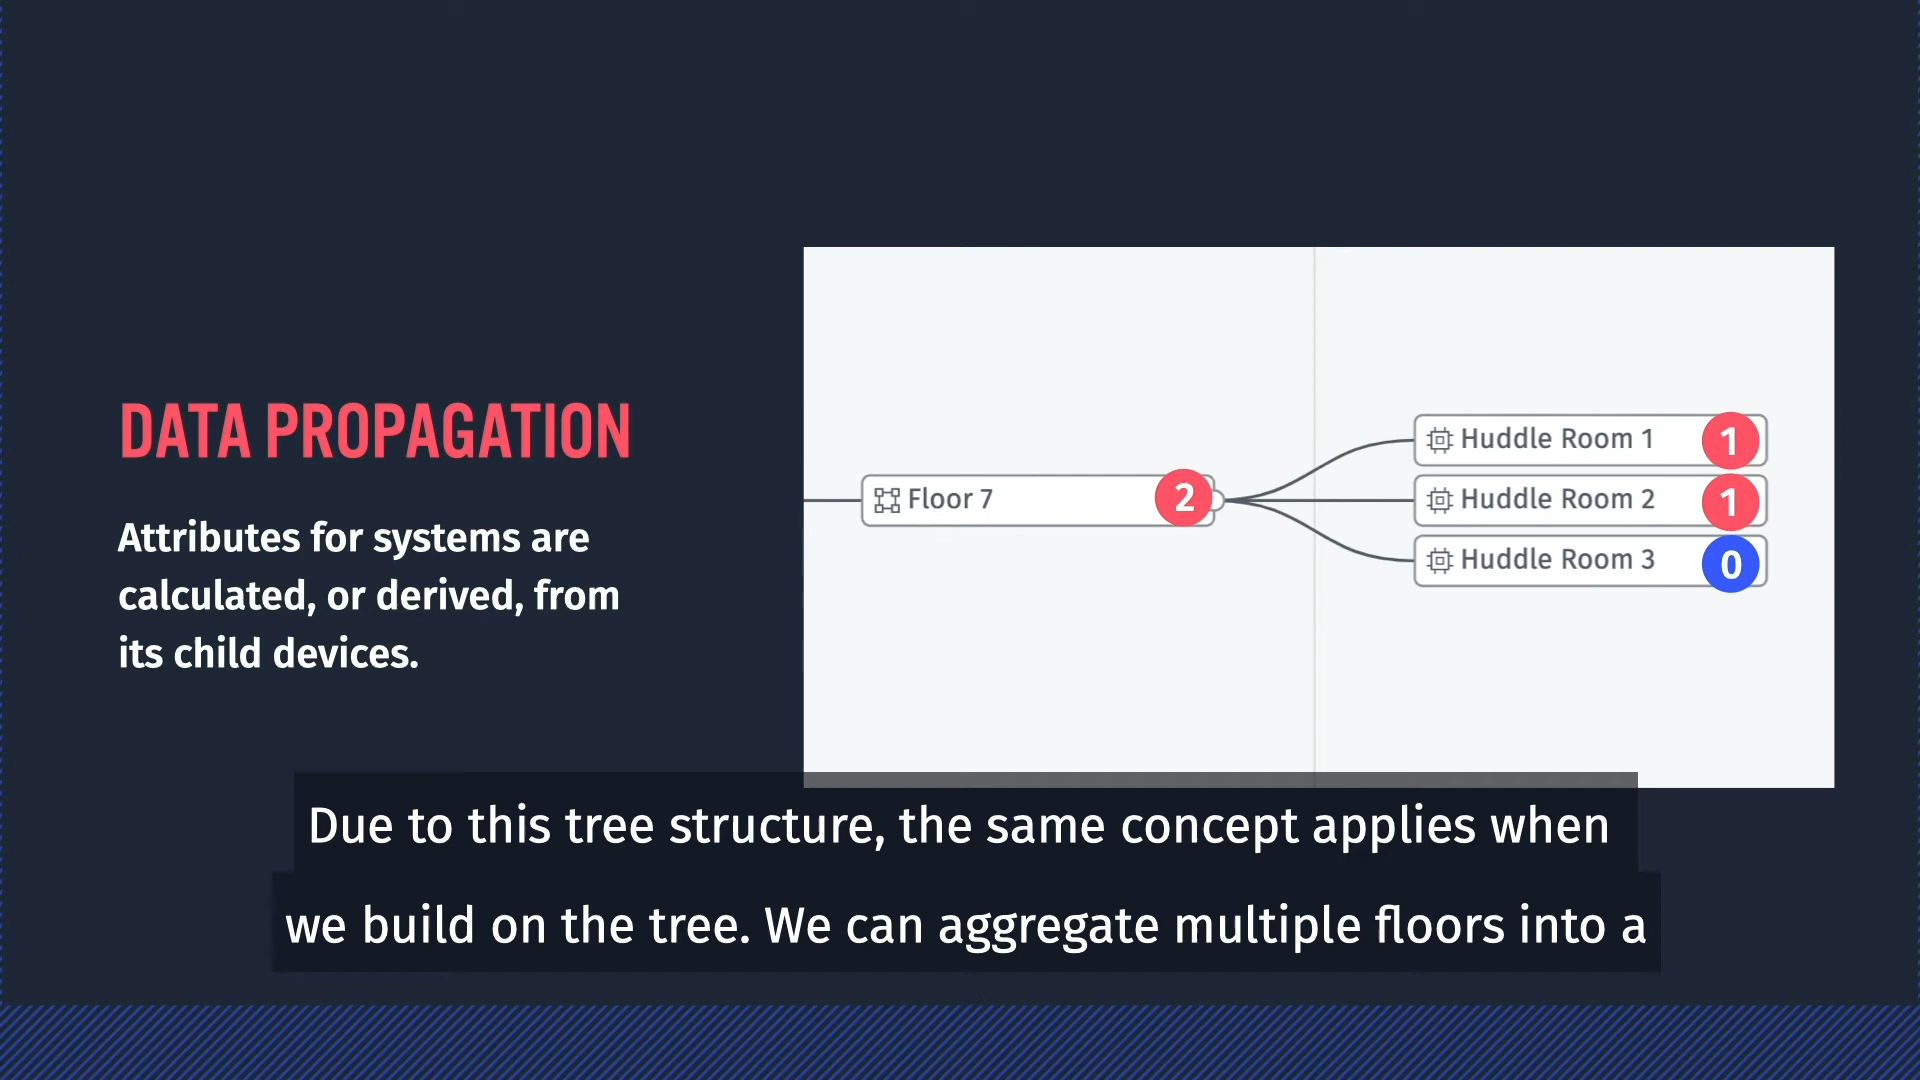 DATA PROPAGATION
Attributes for systems are
calculated, or derived, from
its child devices.
Floor 7 2
Huddle Room 1 1
Huddle Room 2 1
Huddle Room 3 0
Due to this tree structure, the same concept applies when
we build on the tree. We can aggregate multiple floors into a